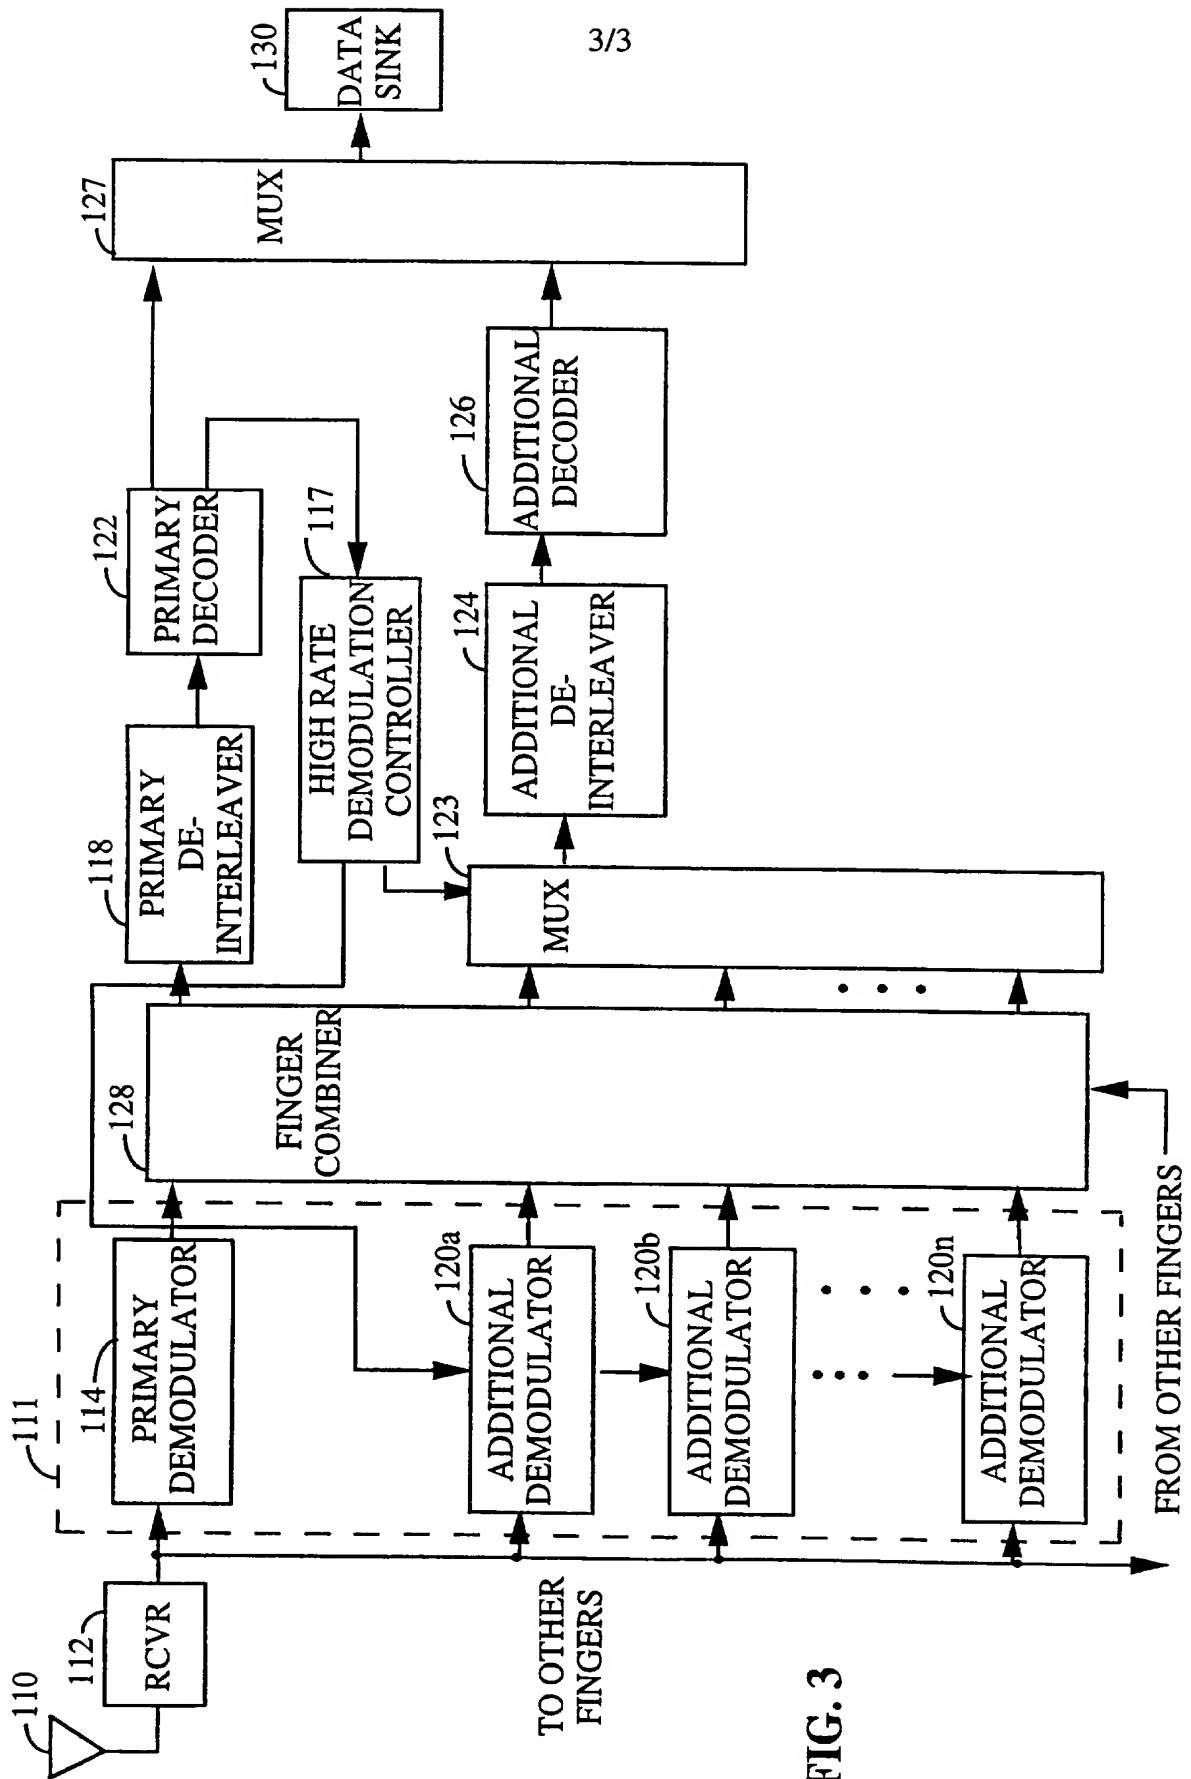 3/3
110
112
RCVR
111
114
PRIMARY
DEMODULATOR
120a
ADDITIONAL
DEMODULATOR
120b
ADDITIONAL
DEMODULATOR
120n
ADDITIONAL
DEMODULATOR
TO OTHER
FINGERS
FROM OTHER FINGERS
128
FINGER
COMBINER
118
PRIMARY
DE-
INTERLEAVER
122
PRIMARY
DECODER
117
HIGH RATE
DEMODULATION
CONTROLLER
123
MUX
124
ADDITIONAL
DE-
INTERLEAVER
126
ADDITIONAL
DECODER
127
MUX
130
DATA
SINK
FIG. 3